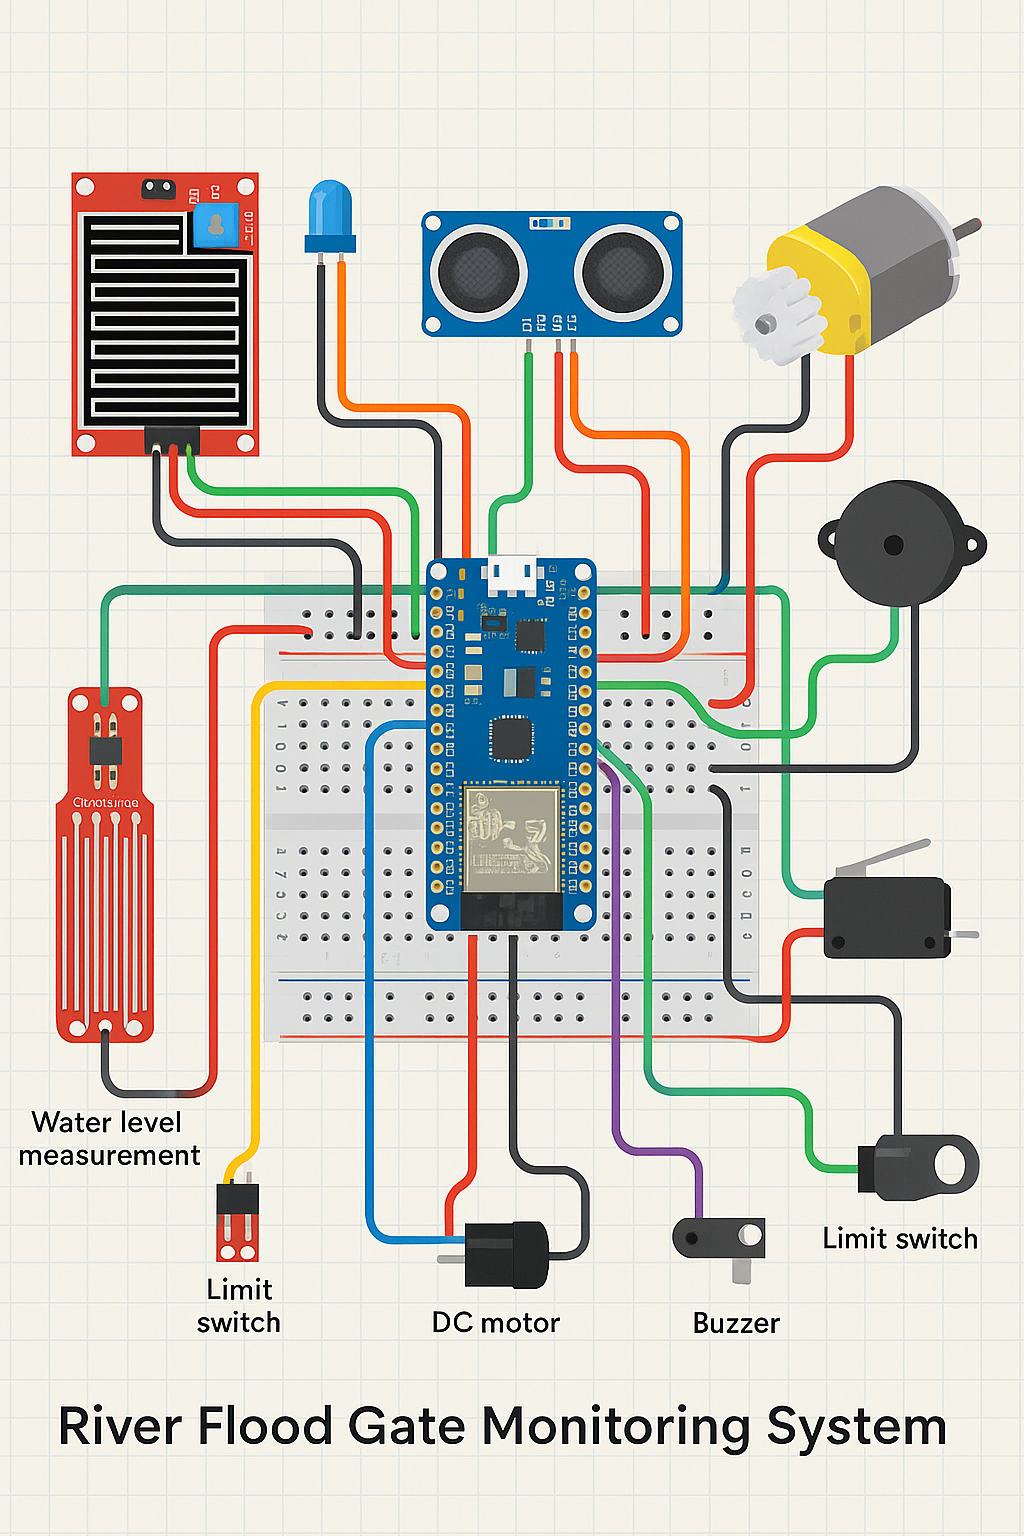 Water level
measurement
Limit
switch
DC motor
Buzzer
Limit switch
River Flood Gate Monitoring System